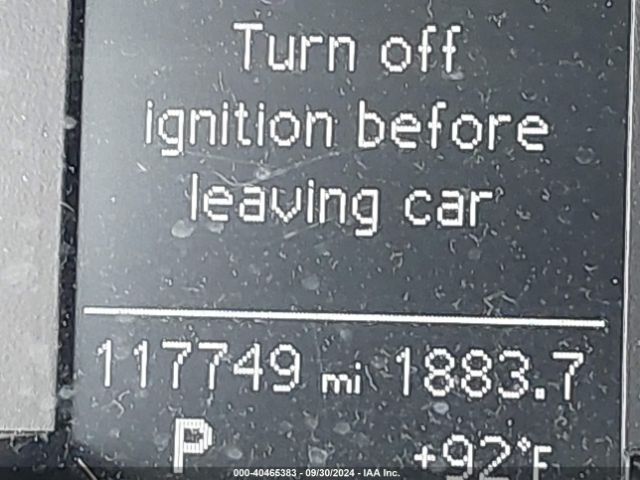 Turn off
ignition before
leaving car
117749 mi 1883.7
P +92°F
000-40465383 - 09/30/2024 - IAA Inc.